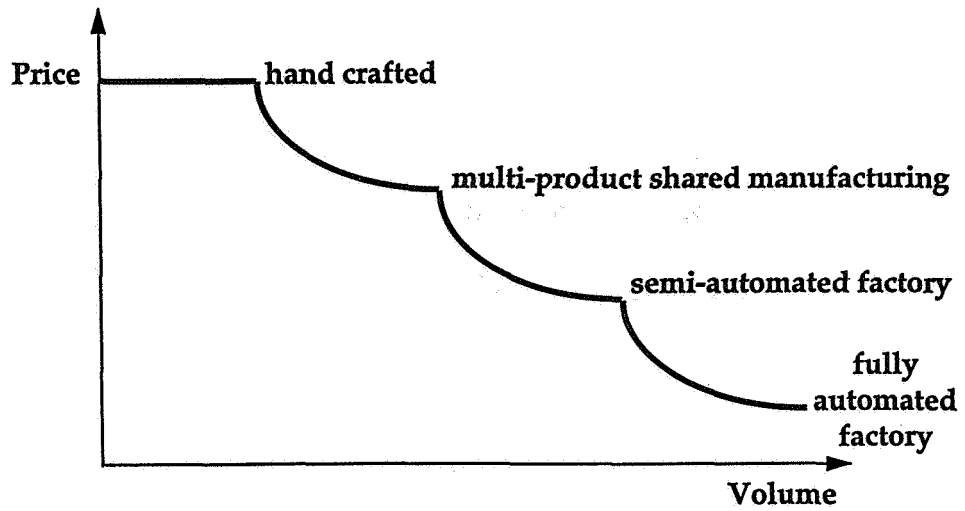 Price
hand crafted
multi-product shared manufacturing
semi-automated factory
fully
automated
factory
Volume